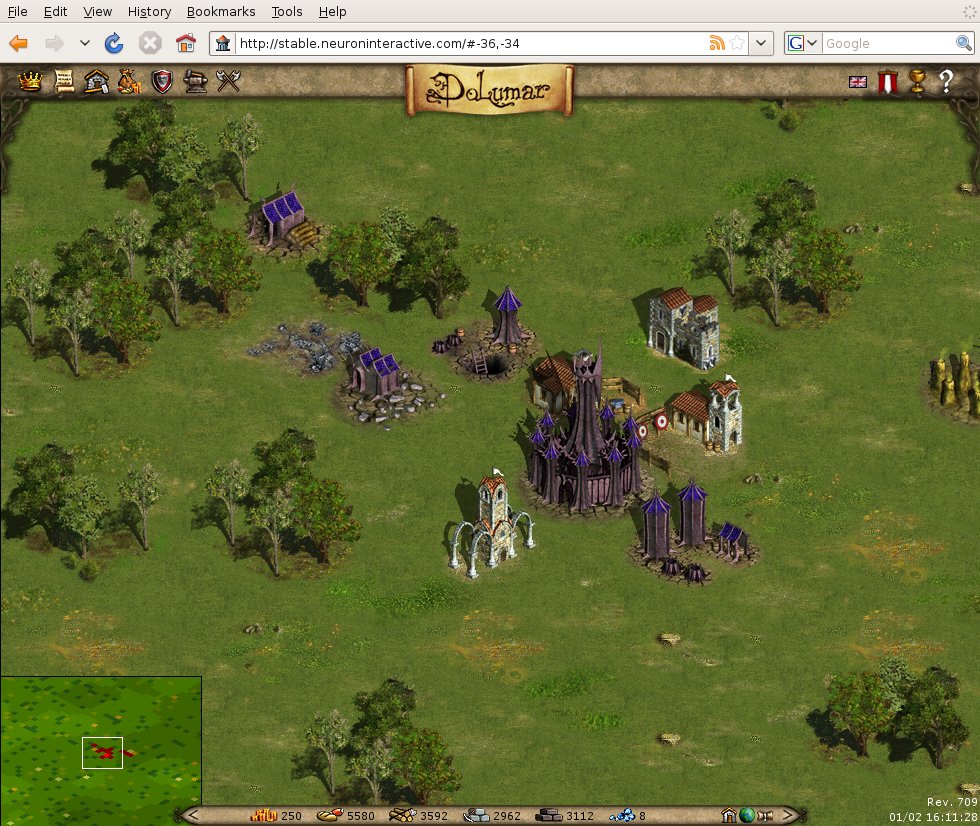 File Edit View History Bookmarks Tools Help
http://stable.neuroninteractive.com/#-36,-34
G Google
Dolumar
?
Rev. 709
250 5580 3592 2962 3112 8
01/02 16:11:28